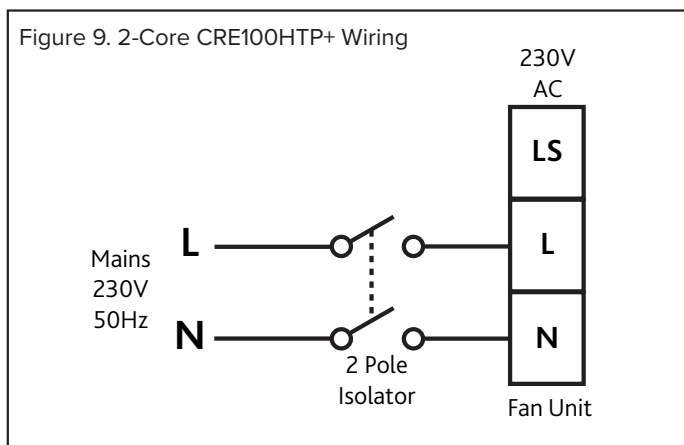 Figure 9. 2-Core CRE100HTP+ Wiring
230V
AC
LS
L
L
Mains
230V
50Hz
N
N
2 Pole
Isolator
Fan Unit